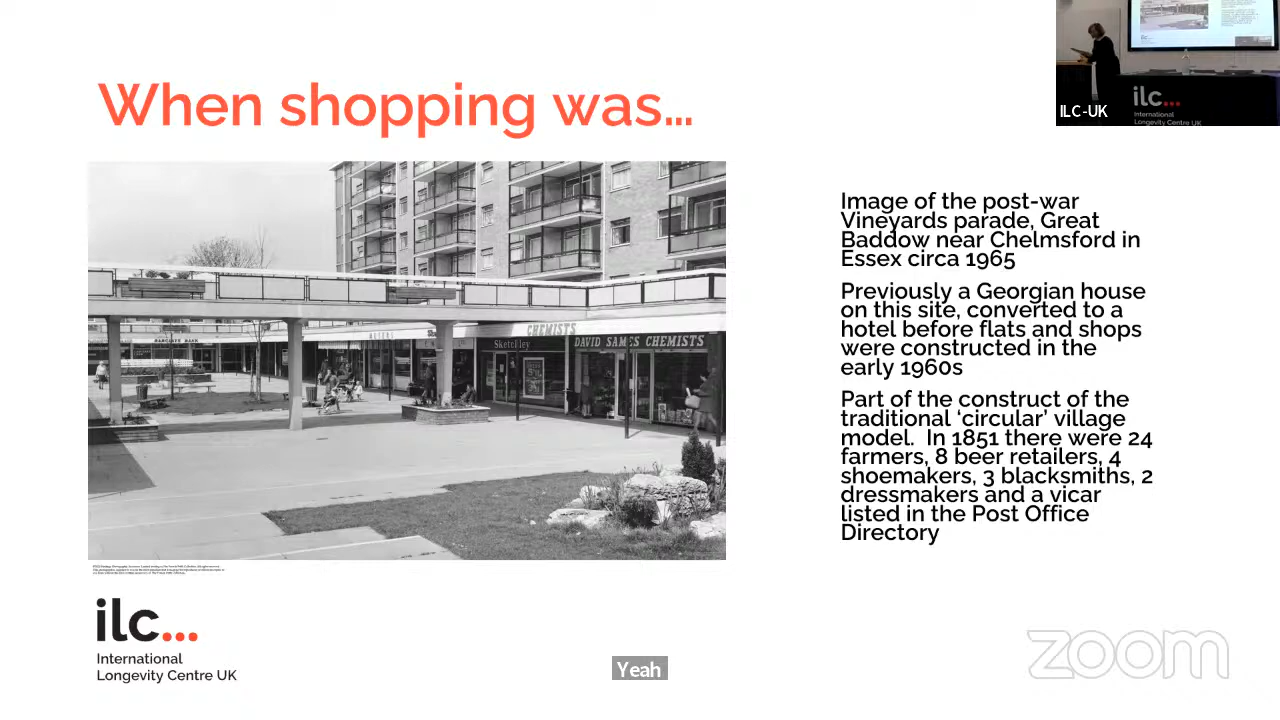 When shopping was...
ilc...
International
Longevity Centre UK
ILC-UK
Image of the post-war
Vineyards parade, Great
Baddow near Chelmsford in
Essex circa 1965
Previously a Georgian house
on this site, converted to a
hotel before flats and shops
were constructed in the
early 1960s
Part of the construct of the
traditional ‘circular’ village
model. In 1851 there were 24
farmers, 8 beer retailers, 4
shoemakers, 3 blacksmiths, 2
dressmakers and a vicar
listed in the Post Office
Directory
BARCLAYS BANK
CHEMISTS
Sketchley
DAVID SAMES CHEMISTS
ilc...
International
Longevity Centre UK
Yeah
zoom